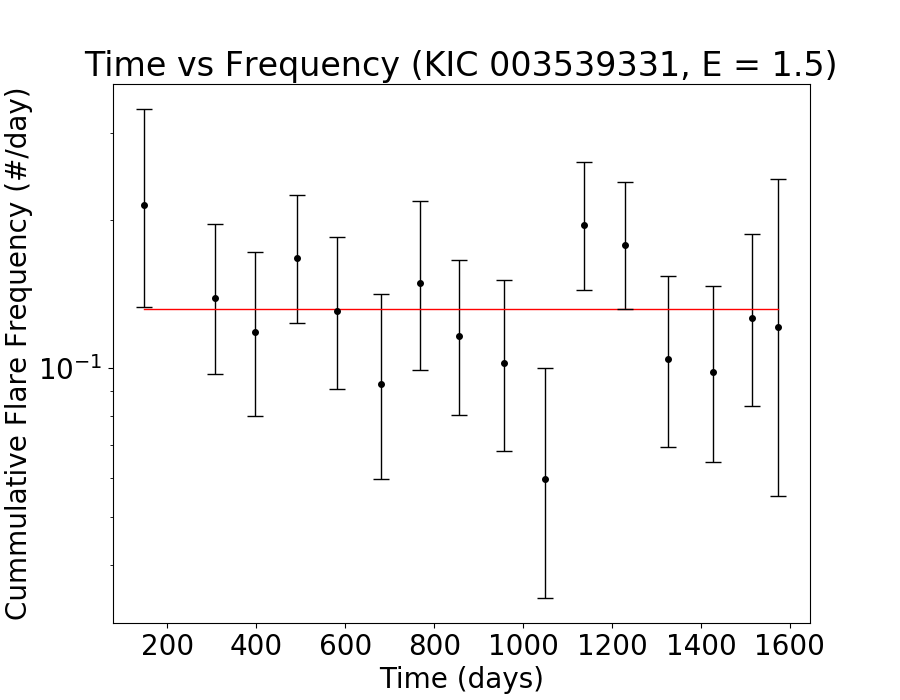 Time vs Frequency (KIC 003539331, E = 1.5)
Cummulative Flare Frequency (#/day)
10⁻¹
200 400 600 800 1000 1200 1400 1600
Time (days)